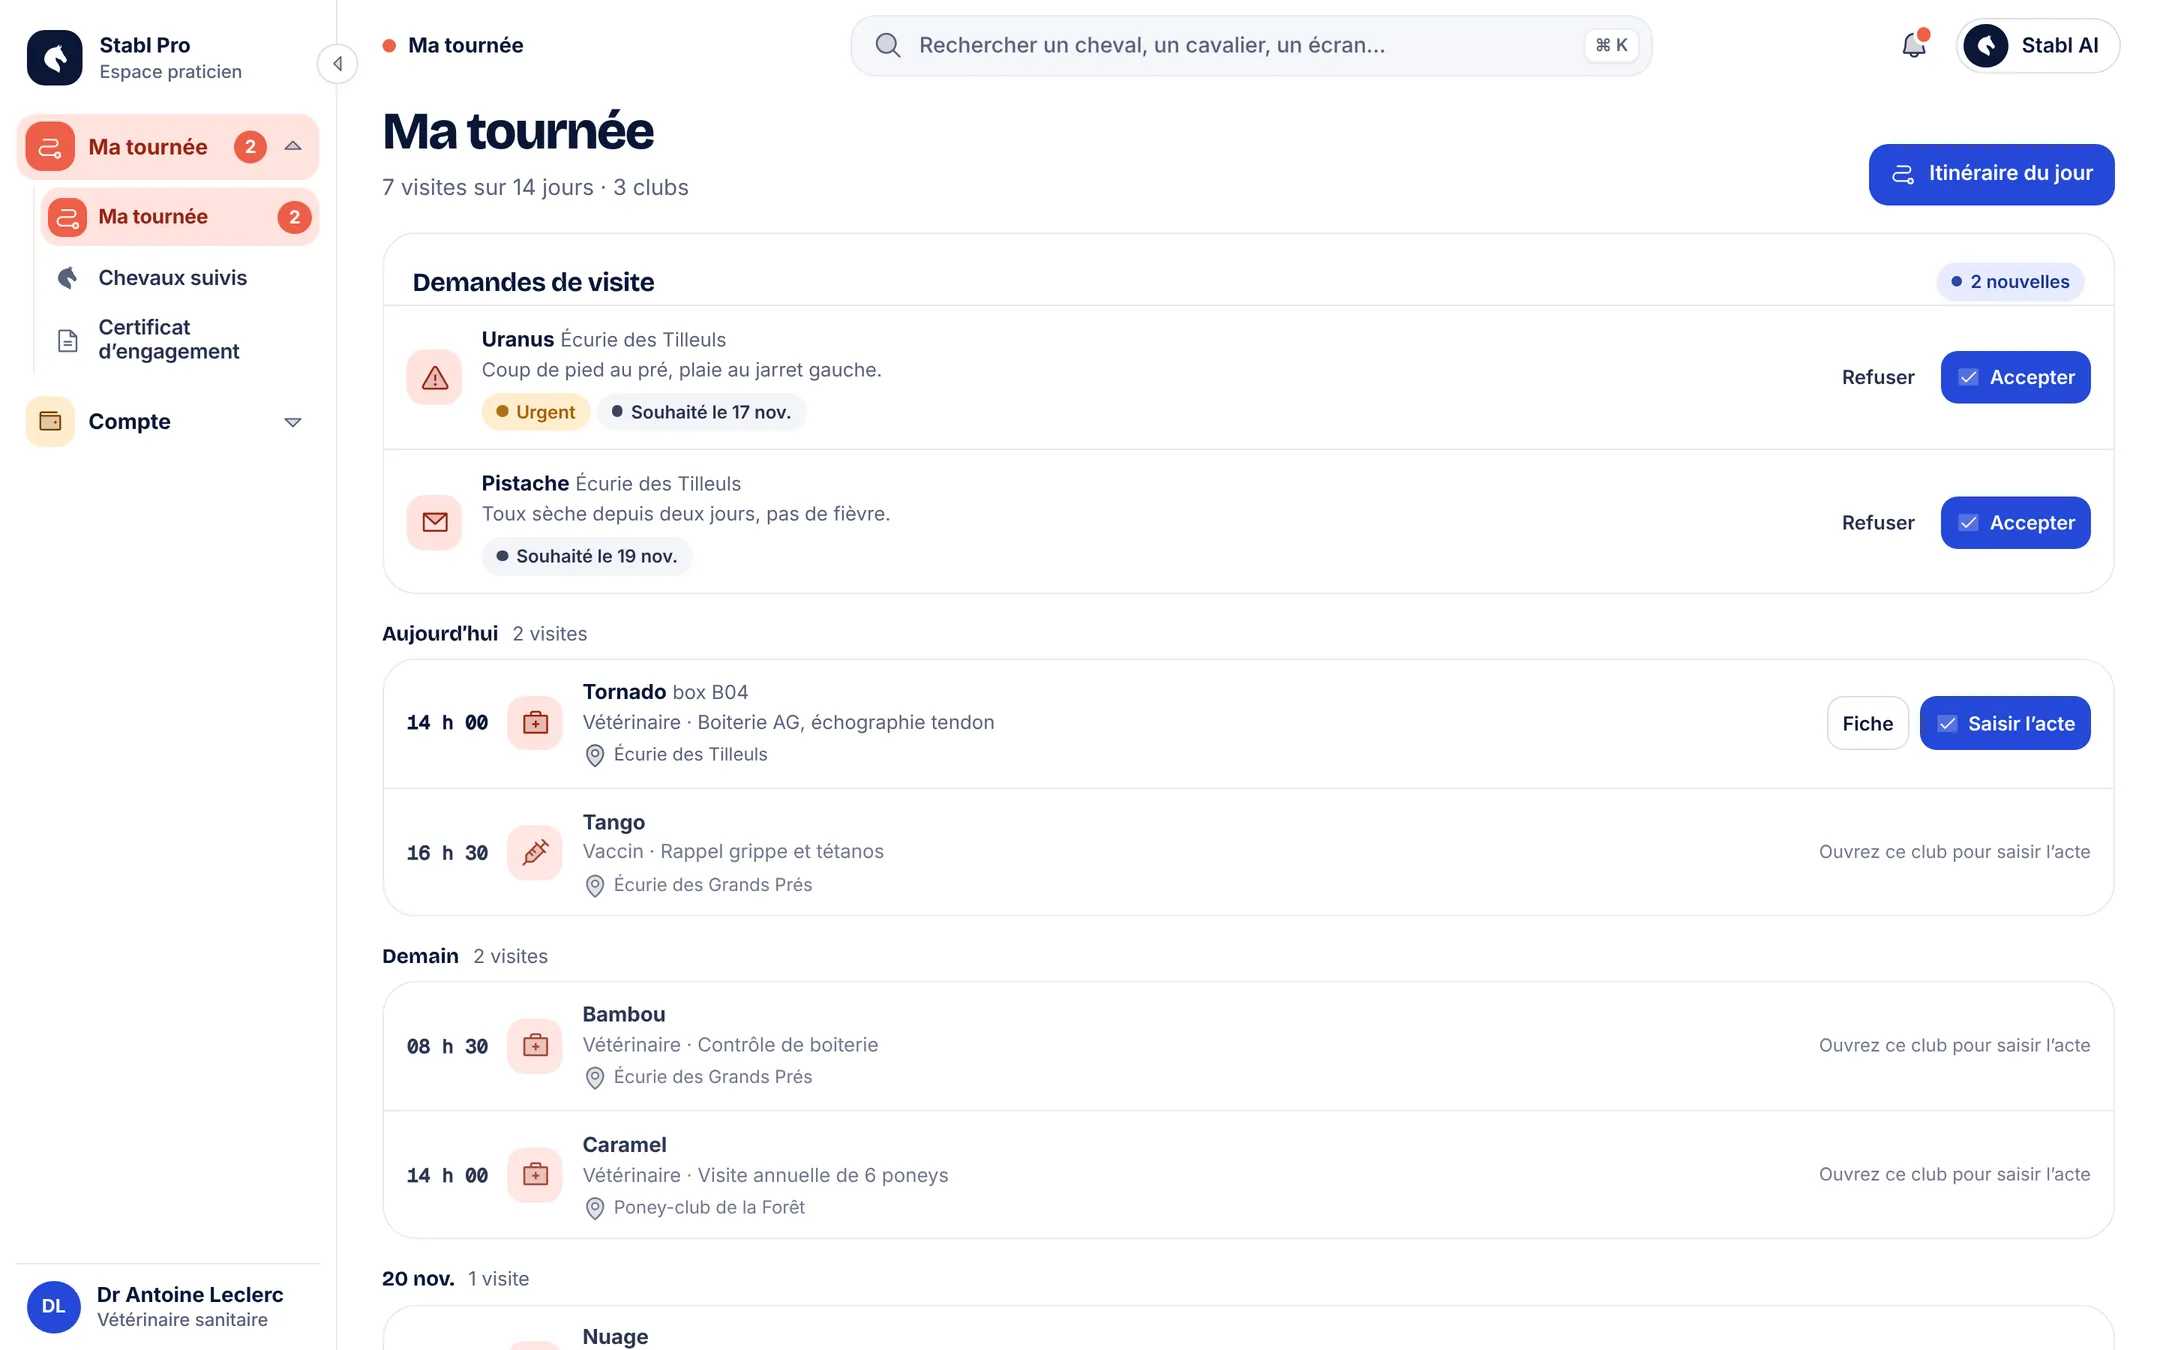 Stabl Pro
Espace praticien
Ma tournée 2
Ma tournée 2
Chevaux suivis
Certificat
d’engagement
Compte
Dr Antoine Leclerc
DL
Vétérinaire sanitaire
Ma tournée
Rechercher un cheval, un cavalier, un écran…
⌘ K
Stabl AI
Ma tournée
7 visites sur 14 jours · 3 clubs
Itinéraire du jour
Demandes de visite
2 nouvelles
Uranus Écurie des Tilleuls
Coup de pied au pré, plaie au jarret gauche.
Urgent
Souhaité le 17 nov.
Refuser
Accepter
Pistache Écurie des Tilleuls
Toux sèche depuis deux jours, pas de fièvre.
Souhaité le 19 nov.
Refuser
Accepter
Aujourd’hui 2 visites
14 h 00
Tornado box B04
Vétérinaire · Boiterie AG, échographie tendon
Écurie des Tilleuls
Fiche
Saisir l’acte
16 h 30
Tango
Vaccin · Rappel grippe et tétanos
Écurie des Grands Prés
Ouvrez ce club pour saisir l’acte
Demain 2 visites
08 h 30
Bambou
Vétérinaire · Contrôle de boiterie
Écurie des Grands Prés
Ouvrez ce club pour saisir l’acte
14 h 00
Caramel
Vétérinaire · Visite annuelle de 6 poneys
Poney-club de la Forêt
Ouvrez ce club pour saisir l’acte
20 nov. 1 visite
Nuage